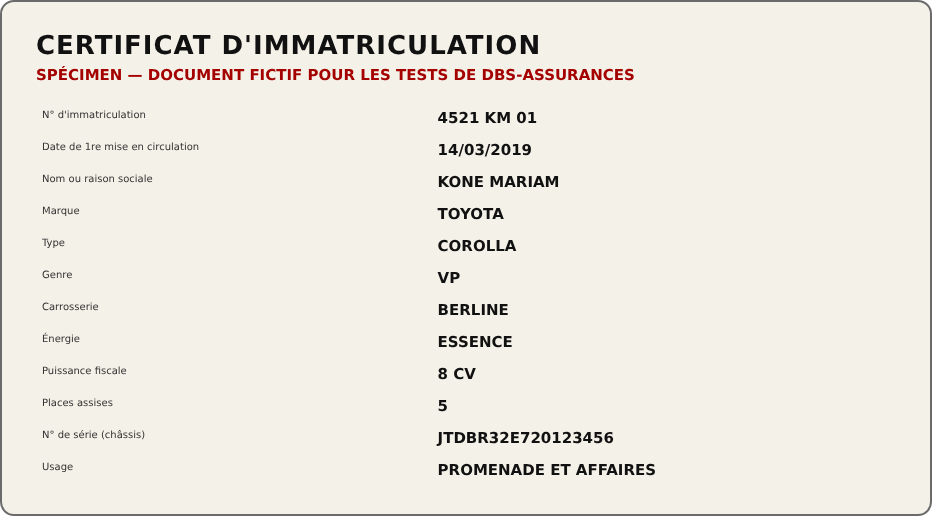 CERTIFICAT D'IMMATRICULATION
SPÉCIMEN — DOCUMENT FICTIF POUR LES TESTS DE DBS-ASSURANCES
N° d'immatriculation 4521 KM 01
Date de 1re mise en circulation 14/03/2019
Nom ou raison sociale KONE MARIAM
Marque TOYOTA
Type COROLLA
Genre VP
Carrosserie BERLINE
Énergie ESSENCE
Puissance fiscale 8 CV
Places assises 5
N° de série (châssis) JTDBR32E720123456
Usage PROMENADE ET AFFAIRES